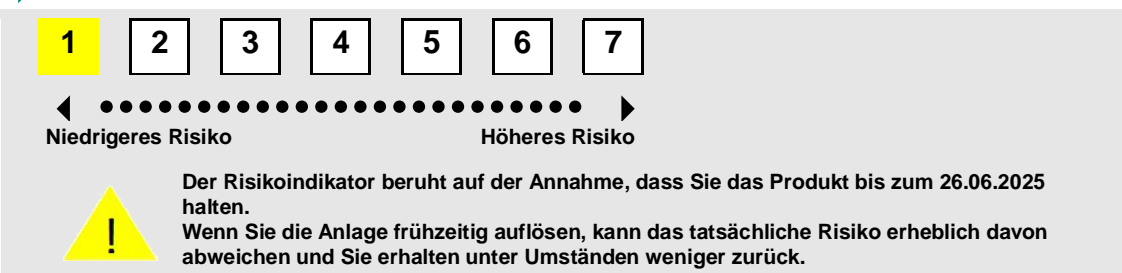 1 2 3 4 5 6 7
Niedrigeres Risiko Höheres Risiko
Der Risikoindikator beruht auf der Annahme, dass Sie das Produkt bis zum 26.06.2025
halten.
Wenn Sie die Anlage frühzeitig auflösen, kann das tatsächliche Risiko erheblich davon
abweichen und Sie erhalten unter Umständen weniger zurück.
!